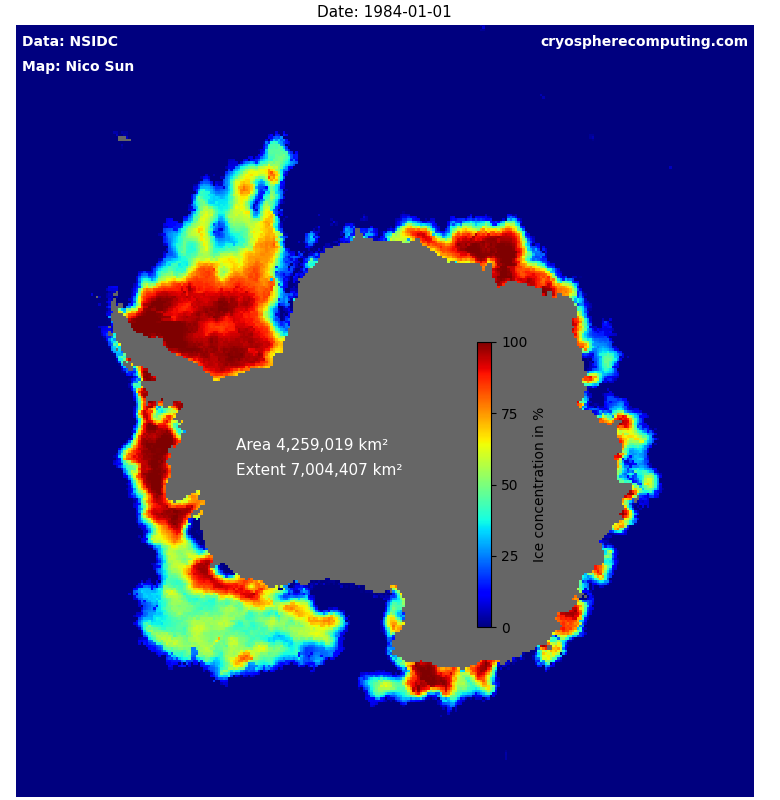 Date: 1984-01-01
Data: NSIDC
cryospherecomputing.com
Map: Nico Sun
100
75
50
25
0
Ice concentration in %
Area 4,259,019 km²
Extent 7,004,407 km²